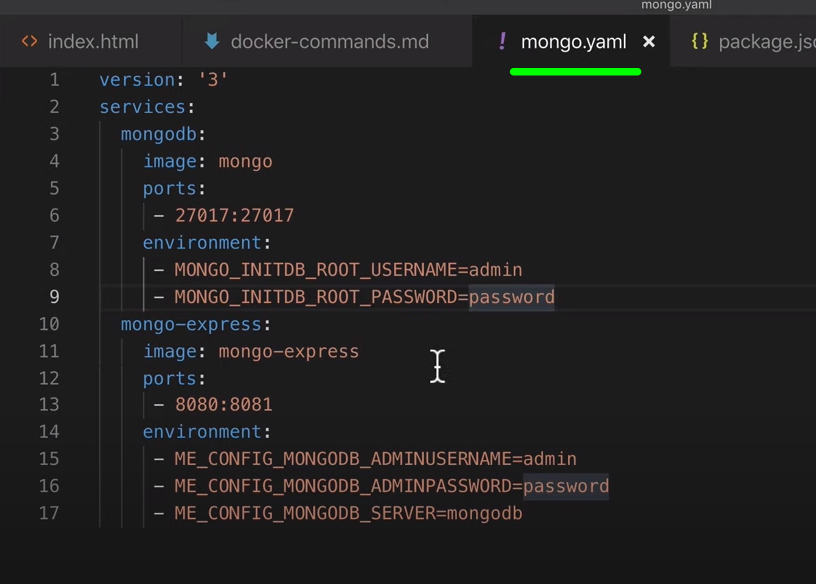 mongo.yaml
index.html docker-commands.md mongo.yaml × package.js
1 version: '3'
2 services:
3 mongodb:
4 image: mongo
5 ports:
6 - 27017:27017
7 environment:
8 - MONGO_INITDB_ROOT_USERNAME=admin
9 - MONGO_INITDB_ROOT_PASSWORD=password
10 mongo-express:
11 image: mongo-express
12 ports:
13 - 8080:8081
14 environment:
15 - ME_CONFIG_MONGODB_ADMINUSERNAME=admin
16 - ME_CONFIG_MONGODB_ADMINPASSWORD=password
17 - ME_CONFIG_MONGODB_SERVER=mongodb